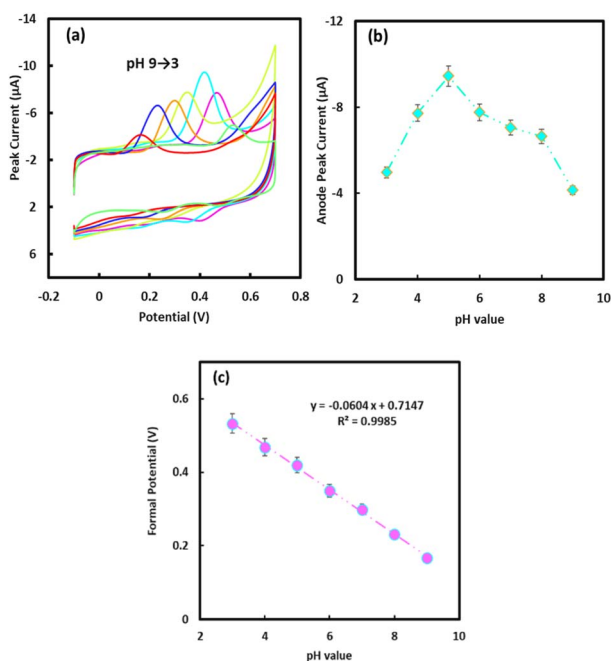 (a)
pH 9→3
-14
-10
-6
-2
2
6
Peak Current (µA)
-0.2 0 0.2 0.4 0.6 0.8
Potential (V)
(b)
-12
-8
-4
0
Anode Peak Current (µA)
2 4 6 8 10
pH value
(c)
y = -0.0604 x + 0.7147
R² = 0.9985
0.6
0.4
0.2
0
Formal Potential (V)
2 4 6 8 10
pH value